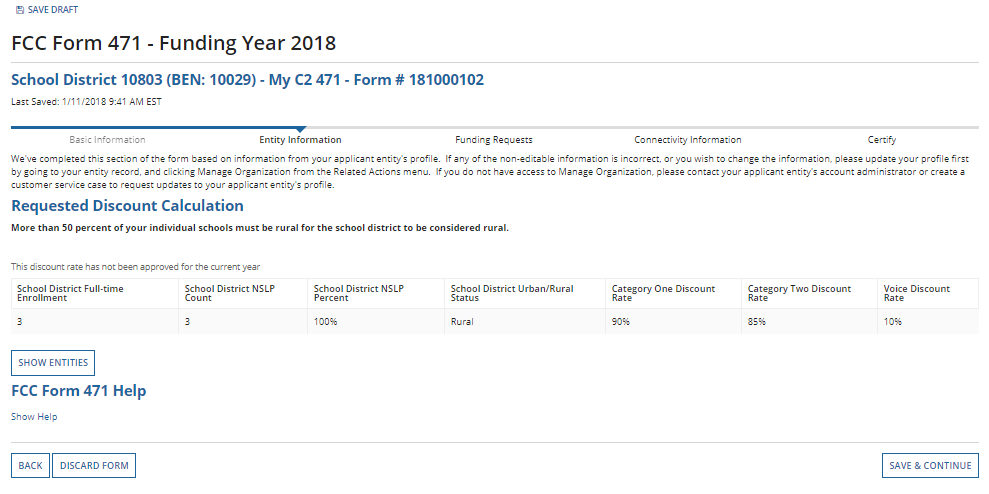 SAVE DRAFT
FCC Form 471 - Funding Year 2018
School District 10803 (BEN: 10029) - My C2 471 - Form # 181000102
Last Saved: 1/11/2018 9:41 AM EST
Basic Information Entity Information Funding Requests Connectivity Information Certify
We've completed this section of the form based on information from your applicant entity's profile. If any of the non-editable information is incorrect, or you wish to change the information, please update your profile first
by going to your entity record, and clicking Manage Organization from the Related Actions menu. If you do not have access to Manage Organization, please contact your applicant entity's account administrator or create a
customer service case to request updates to your applicant entity's profile.
Requested Discount Calculation
More than 50 percent of your individual schools must be rural for the school district to be considered rural.
This discount rate has not been approved for the current year
School District Full-time School District NSLP School District NSLP School District Urban/Rural Category One Discount Category Two Discount Voice Discount
Enrollment Count Percent Status Rate Rate Rate
3 3 100% Rural 90% 85% 10%
SHOW ENTITIES
FCC Form 471 Help
Show Help
BACK DISCARD FORM SAVE & CONTINUE